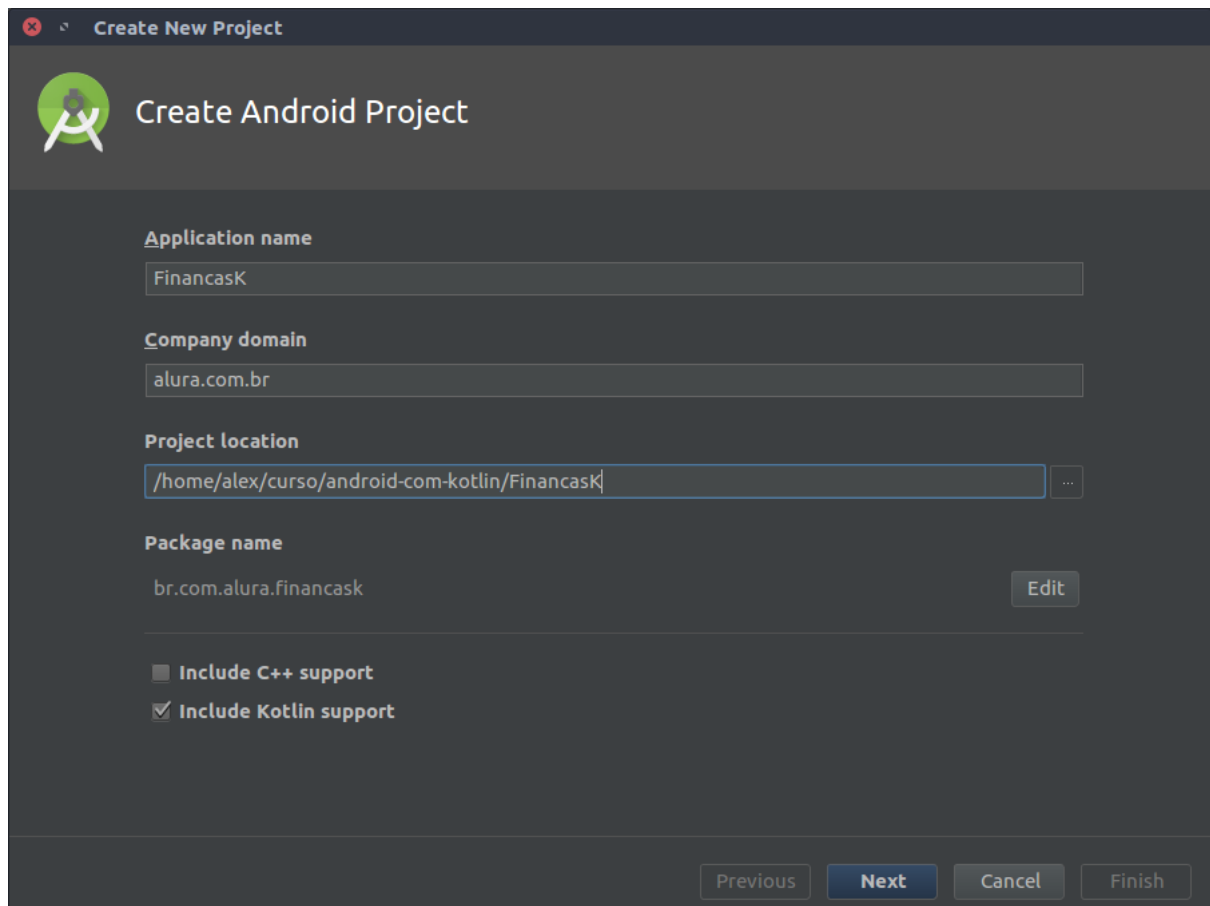 Create New Project
Create Android Project
Application name
FinancasK
Company domain
alura.com.br
Project location
/home/alex/curso/android-com-kotlin/FinancasK
...
Package name
br.com.alura.financask
Edit
Include C++ support
Include Kotlin support
Previous
Next
Cancel
Finish